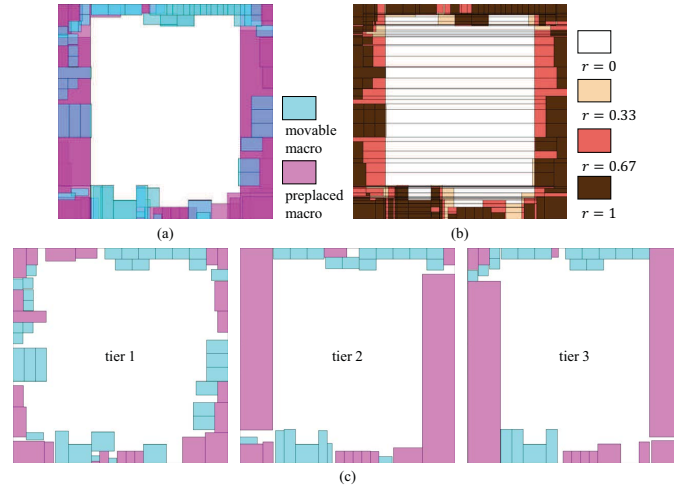 movable
macro
preplaced
macro
(a)
r = 0
r = 0.33
r = 0.67
r = 1
(b)
tier 1
tier 2
tier 3
(c)